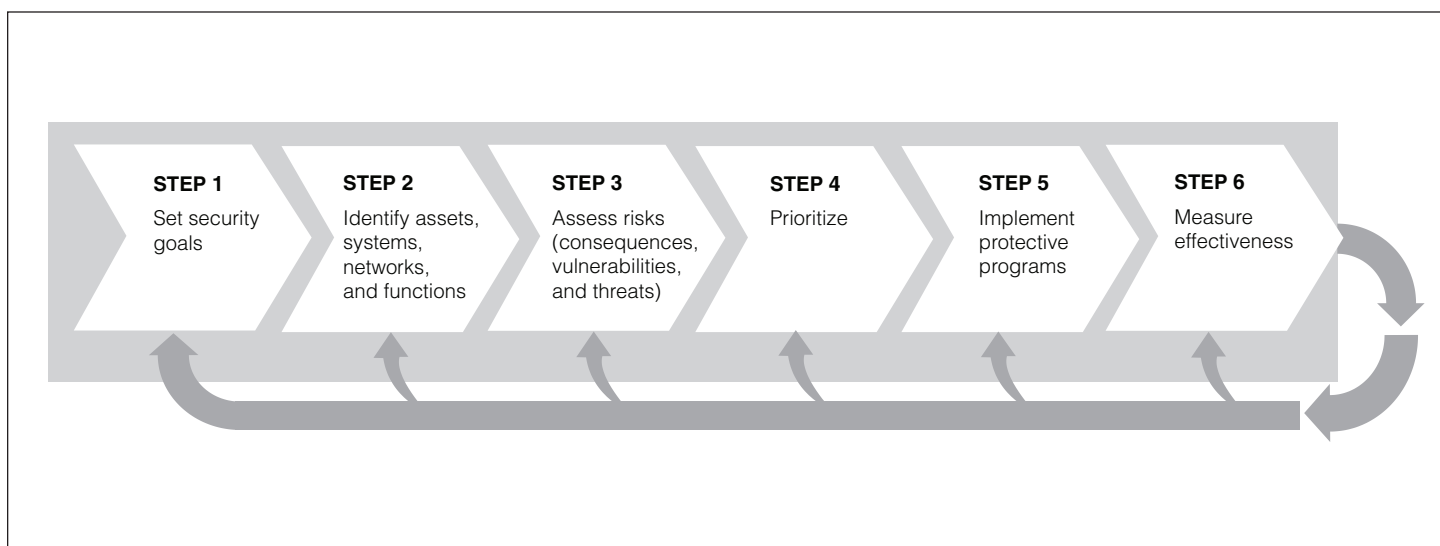 STEP 1
Set security
goals
STEP 2
Identify assets,
systems,
networks,
and functions
STEP 3
Assess risks
(consequences,
vulnerabilities,
and threats)
STEP 4
Prioritize
STEP 5
Implement
protective
programs
STEP 6
Measure
effectiveness